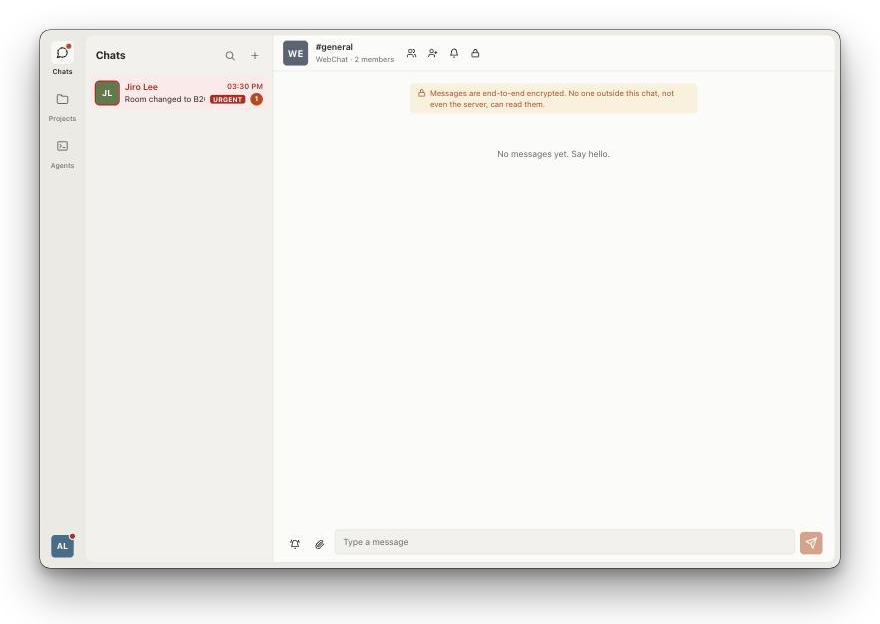 Chats
Projects
Agents
AL
Chats
JL
Jiro Lee
03:30 PM
Room changed to
URGENT
1
WE
#general
WebChat · 2 members
Messages are end-to-end encrypted. No one outside this chat, not
even the server, can read them.
No messages yet. Say hello.
Type a message